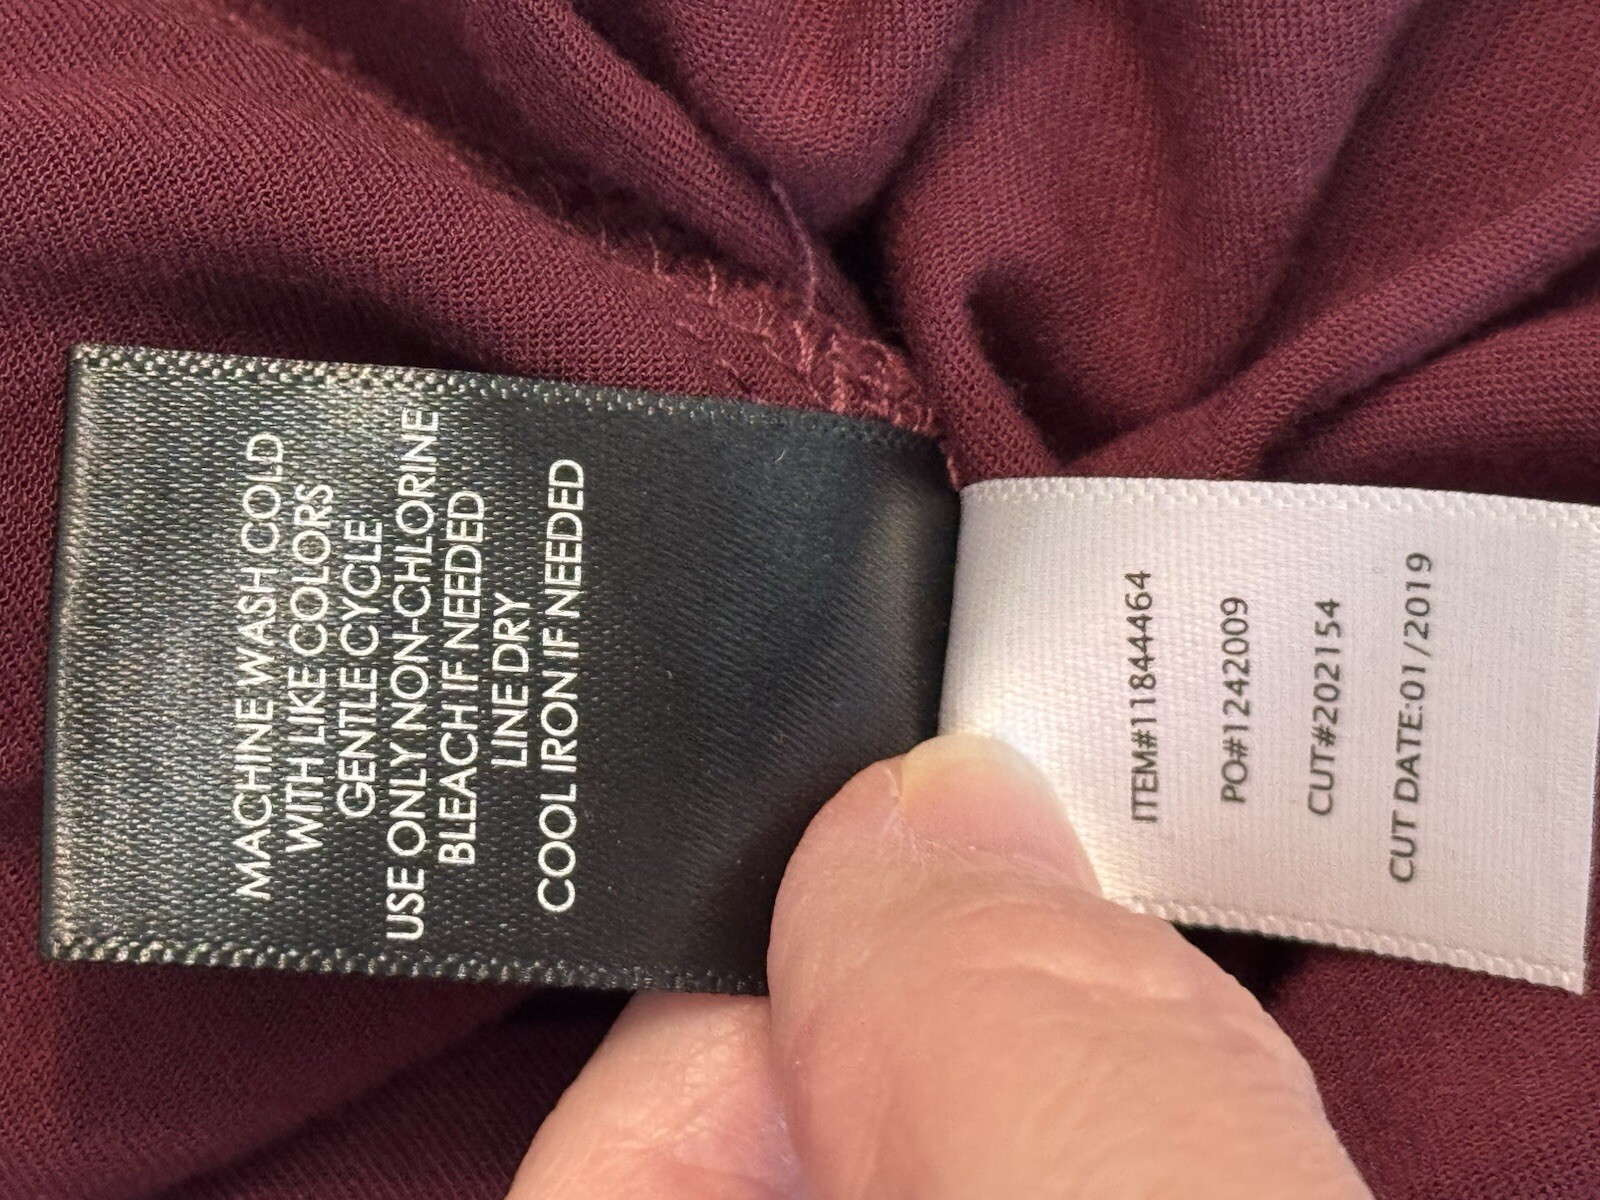 MACHINE WASH COLD
WITH LIKE COLORS
GENTLE CYCLE
USE ONLY NON-CHLORINE
BLEACH IF NEEDED
LINE DRY
COOL IRON IF NEEDED
ITEM#11844464
PO#1242009
CUT#202154
CUT DATE:01/2019